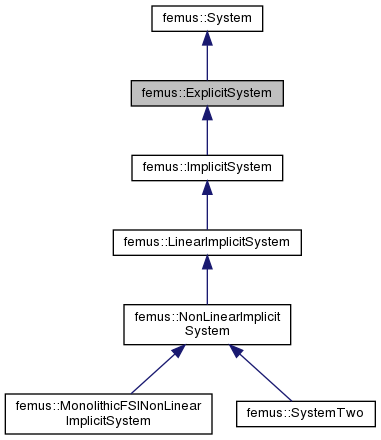 femus::System
femus::ExplicitSystem
femus::ImplicitSystem
femus::LinearImplicitSystem
femus::NonLinearImplicit
System
femus::MonolithicFSINonLinear
ImplicitSystem
femus::SystemTwo